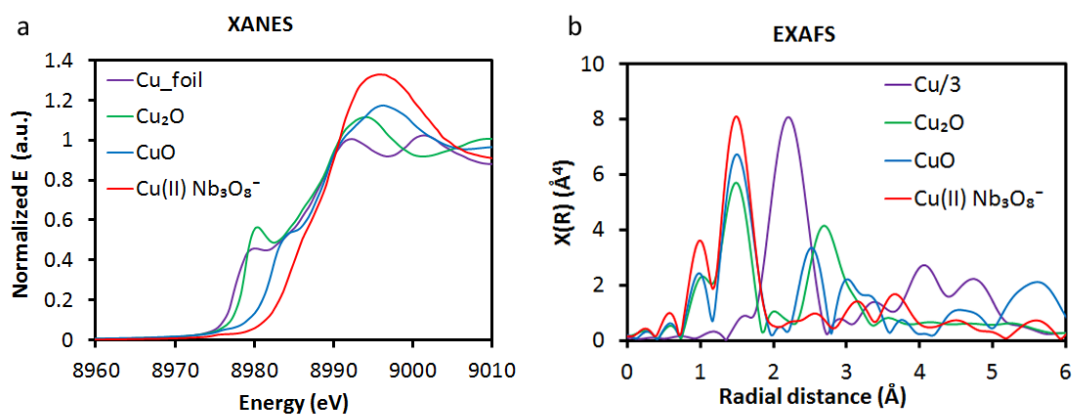 a
XANES
1.4
1.2
1
0.8
0.6
0.4
0.2
0
Normalized E (a.u.)
Cu_foil
Cu₂O
CuO
Cu(II) Nb₃O₈⁻
8960
8970
8980
8990
9000
9010
Energy (eV)
b
EXAFS
10
8
6
4
2
0
X(R) (Å⁴)
Cu/3
Cu₂O
CuO
Cu(II) Nb₃O₈⁻
0
1
2
3
4
5
6
Radial distance (Å)